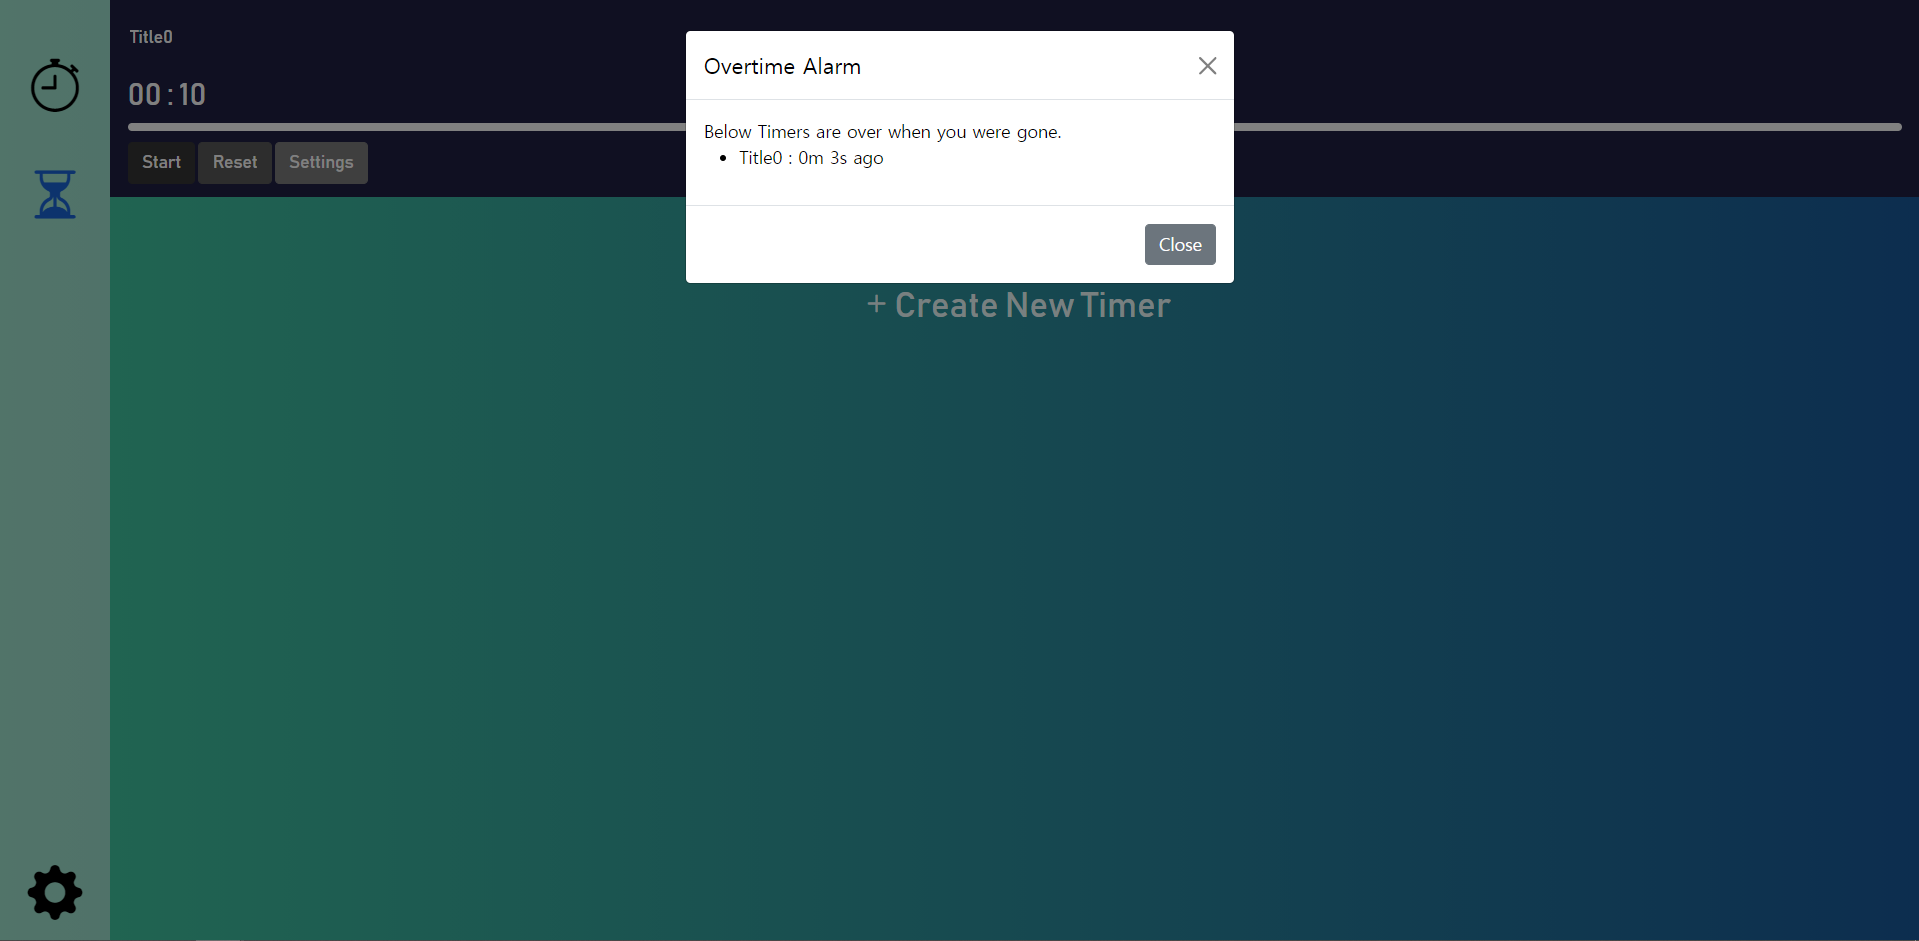 Title0
00 : 10
Start Reset Settings
Overtime Alarm
Below Timers are over when you were gone.
Title0 : 0m 3s ago
Close
+ Create New Timer